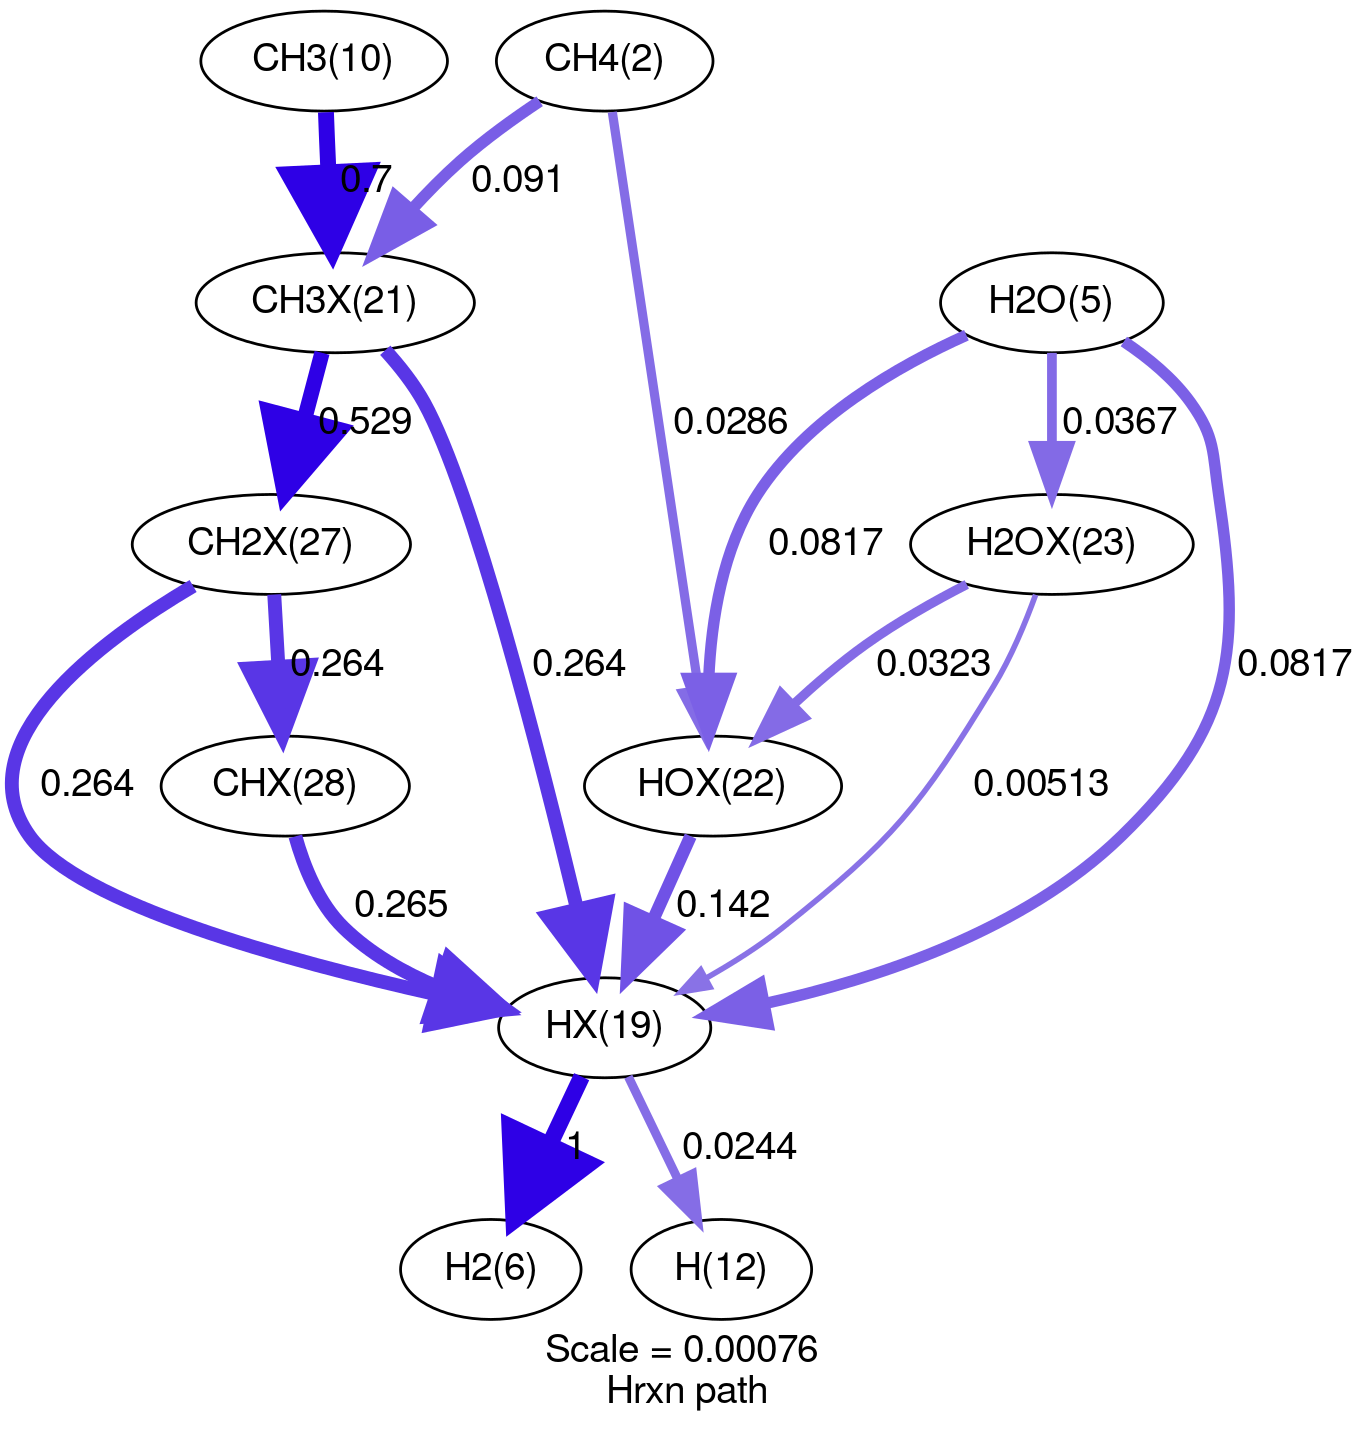 CH3(10)
CH4(2)
0.7
0.091
CH3X(21)
H2O(5)
0.529
0.0286
0.0367
CH2X(27)
0.0817
H2OX(23)
0.264
0.264
0.0323
0.0817
0.264
CHX(28)
HOX(22)
0.00513
0.265
0.142
HX(19)
1
0.0244
H2(6)
H(12)
Scale = 0.00076
Hrxn path